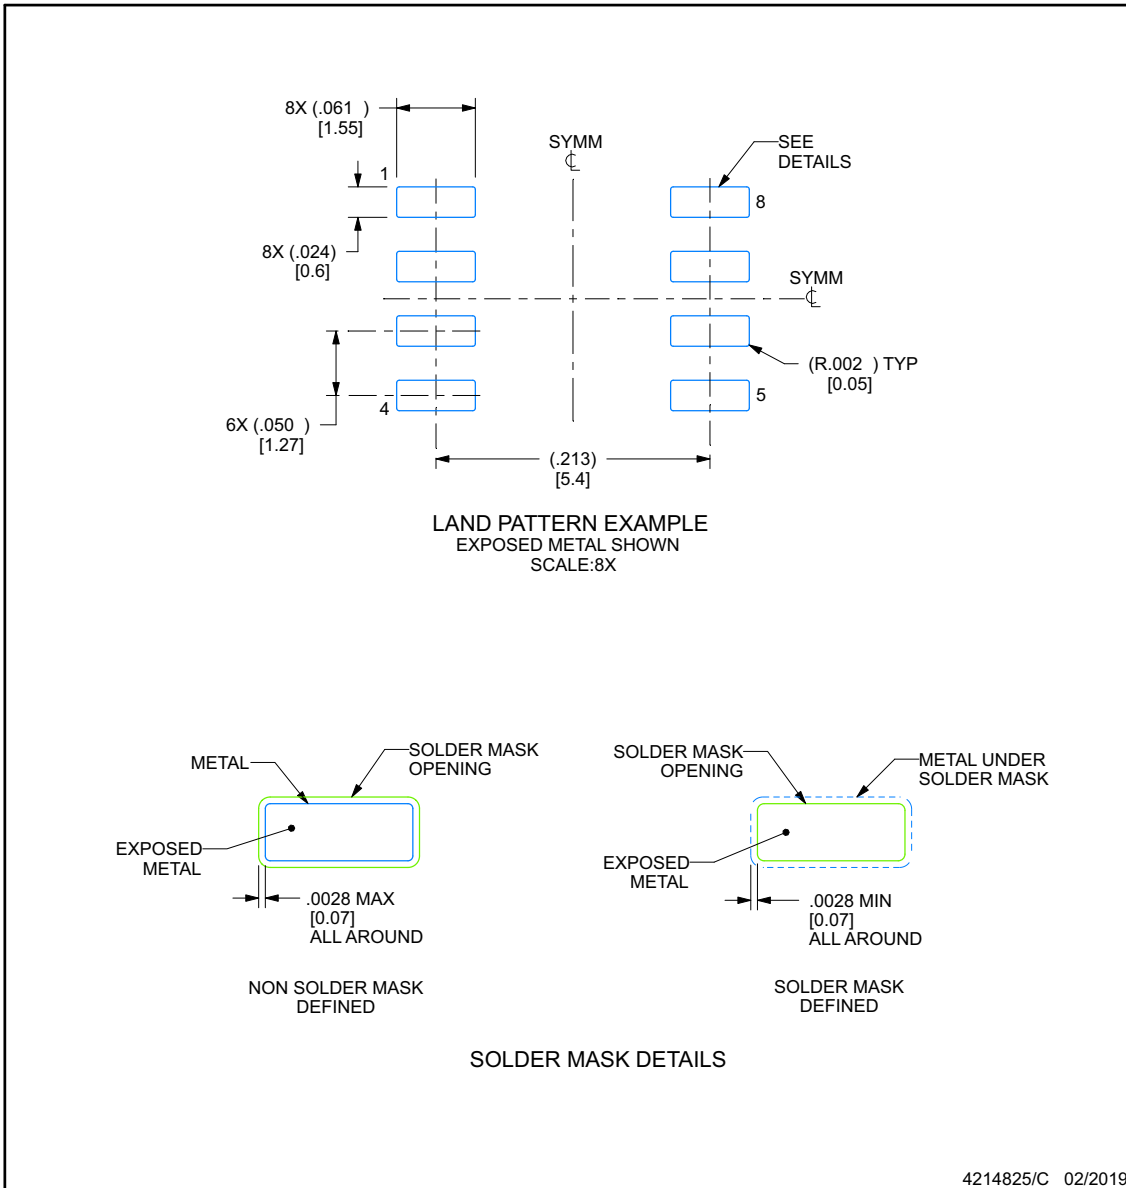 8X (.061 )
[1.55]
SYMM
SEE
DETAILS
1
8
8X (.024)
[0.6]
SYMM
(R.002 ) TYP
[0.05]
4
5
6X (.050 )
[1.27]
(.213)
[5.4]
LAND PATTERN EXAMPLE
EXPOSED METAL SHOWN
SCALE:8X
METAL
SOLDER MASK
OPENING
EXPOSED
METAL
.0028 MAX
[0.07]
ALL AROUND
NON SOLDER MASK
DEFINED
SOLDER MASK
OPENING
METAL UNDER
SOLDER MASK
EXPOSED
METAL
.0028 MIN
[0.07]
ALL AROUND
SOLDER MASK
DEFINED
SOLDER MASK DETAILS
4214825/C 02/2019